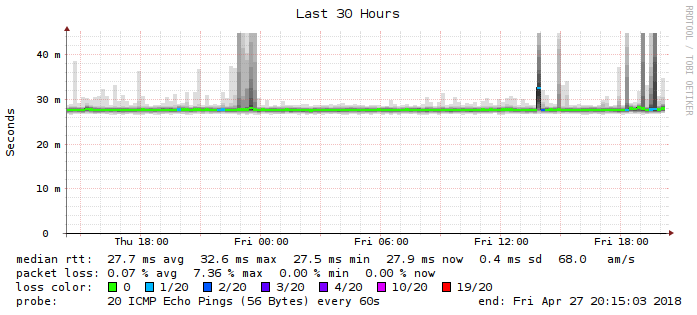 Last 30 Hours
RRDTOOL / TOBI OETIKER
Seconds
40 m
30 m
20 m
10 m
0
Thu 18:00 Fri 00:00 Fri 06:00 Fri 12:00 Fri 18:00
median rtt: 27.7 ms avg 32.6 ms max 27.5 ms min 27.9 ms now 0.4 ms sd 68.0 am/s
packet loss: 0.07 % avg 7.36 % max 0.00 % min 0.00 % now
loss color: 0 1/20 2/20 3/20 4/20 10/20 19/20
probe: 20 ICMP Echo Pings (56 Bytes) every 60s end: Fri Apr 27 20:15:03 2018